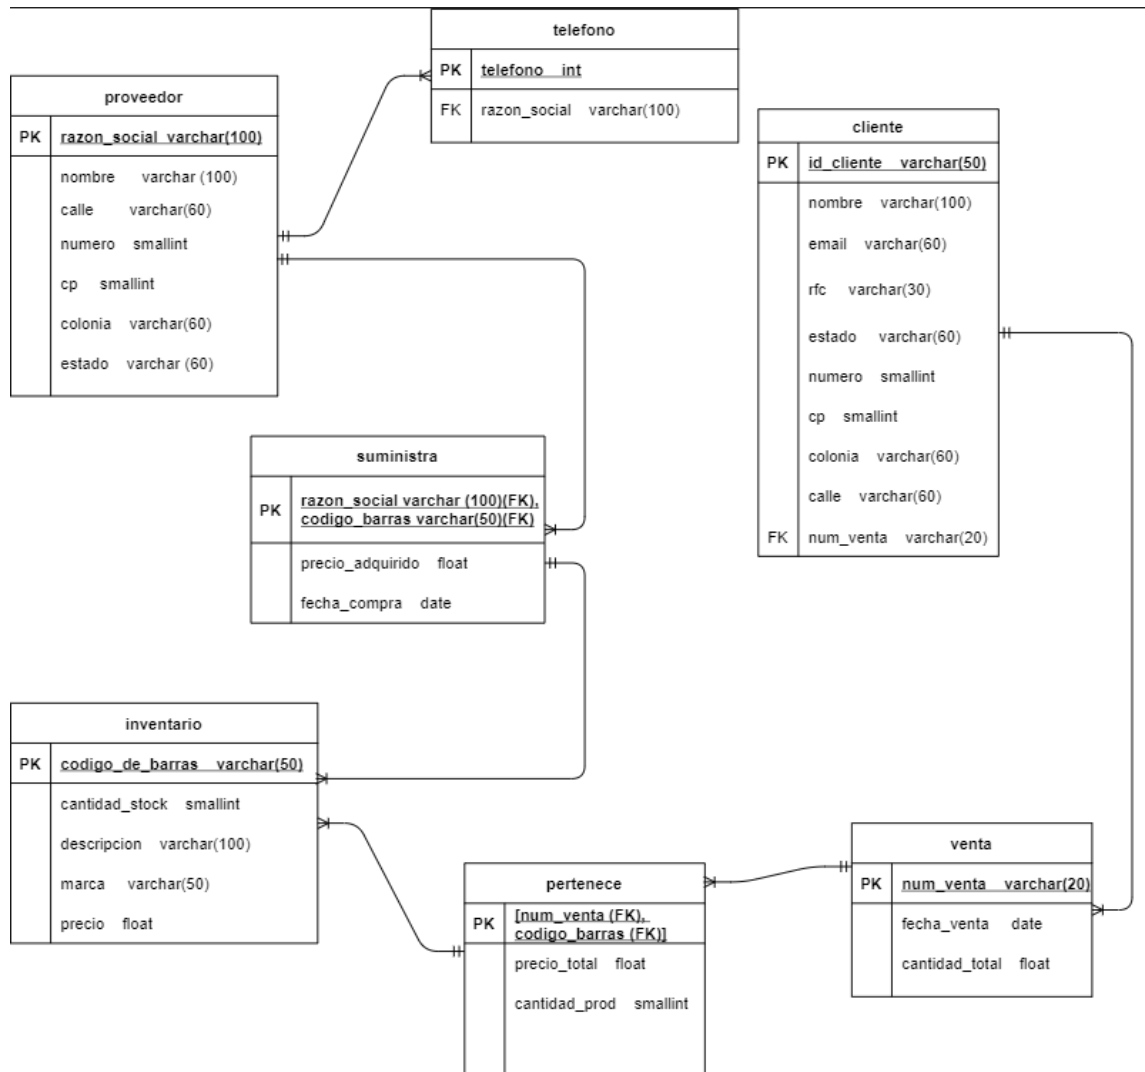 telefono
PK telefono int
FK razon_social varchar(100)
proveedor
PK razon_social varchar(100)
nombre varchar (100)
calle varchar(60)
numero smallint
cp smallint
colonia varchar(60)
estado varchar (60)
cliente
PK id_cliente varchar(50)
nombre varchar(100)
email varchar(60)
rfc varchar(30)
estado varchar(60)
numero smallint
cp smallint
colonia varchar(60)
calle varchar(60)
FK num_venta varchar(20)
suministra
PK razon_social varchar (100)(FK),
codigo_barras varchar(50)(FK)
precio_adquirido float
fecha_compra date
inventario
PK codigo_de_barras varchar(50)
cantidad_stock smallint
descripcion varchar(100)
marca varchar(50)
precio float
pertenece
PK [num_venta (FK),
codigo_barras (FK)]
precio_total float
cantidad_prod smallint
venta
PK num_venta varchar(20)
fecha_venta date
cantidad_total float